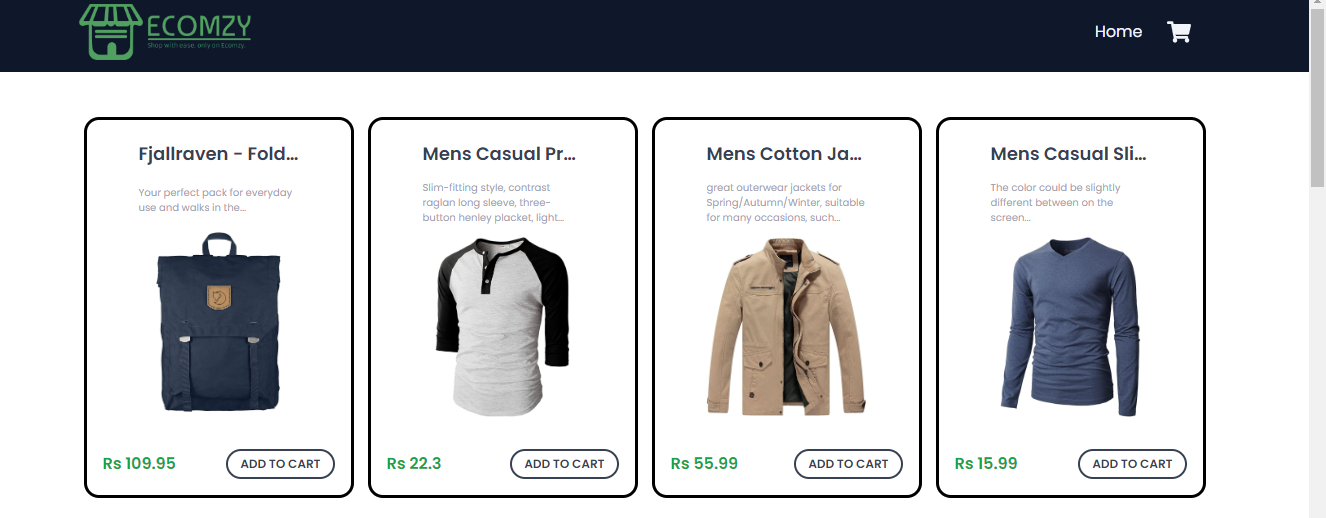 ECOMZY
Shop with ease, only on Ecomzy.
Home
Fjallraven - Fold...
Your perfect pack for everyday
use and walks in the...
Rs 109.95
ADD TO CART
Mens Casual Pr...
Slim-fitting style, contrast
raglan long sleeve, three-
button henley placket, light...
Rs 22.3
ADD TO CART
Mens Cotton Ja...
great outerwear jackets for
Spring/Autumn/Winter, suitable
for many occasions, such...
Rs 55.99
ADD TO CART
Mens Casual Sli...
The color could be slightly
different between on the
screen...
Rs 15.99
ADD TO CART